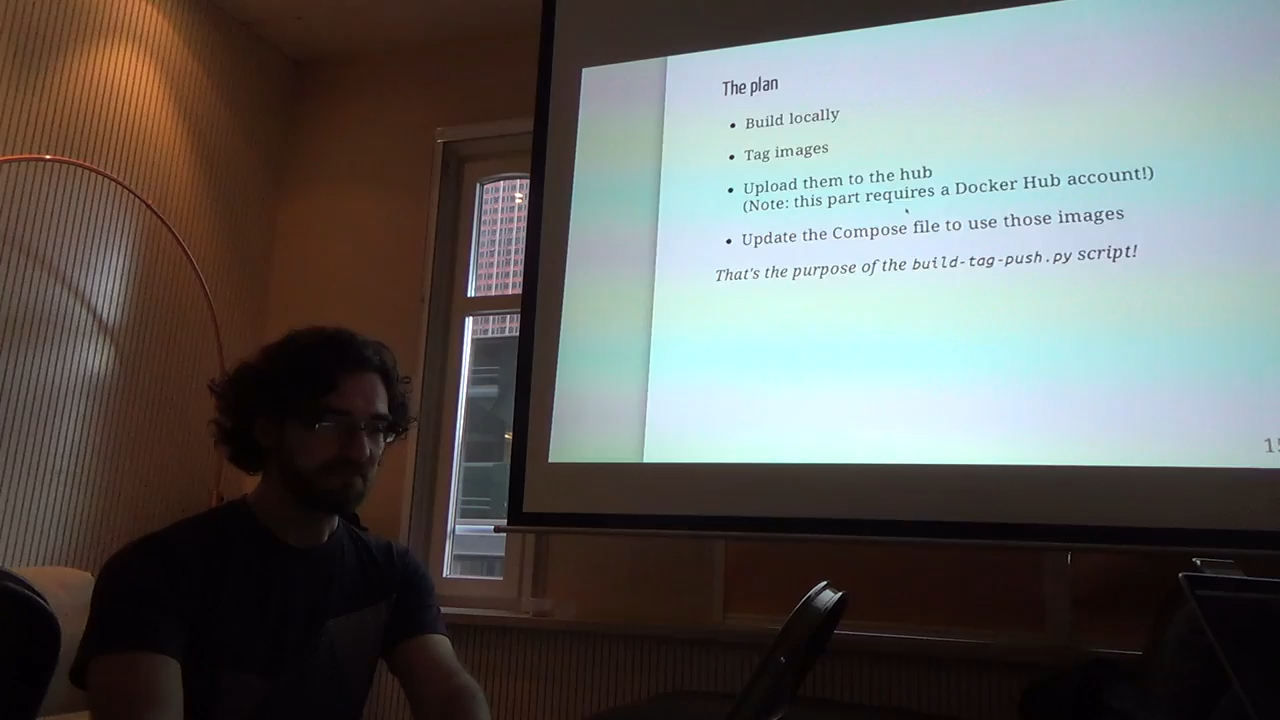 The plan
• Build locally
• Tag images
• Upload them to the hub
(Note: this part requires a Docker Hub account!)
• Update the Compose file to use those images
That's the purpose of the build-tag-push.py script!